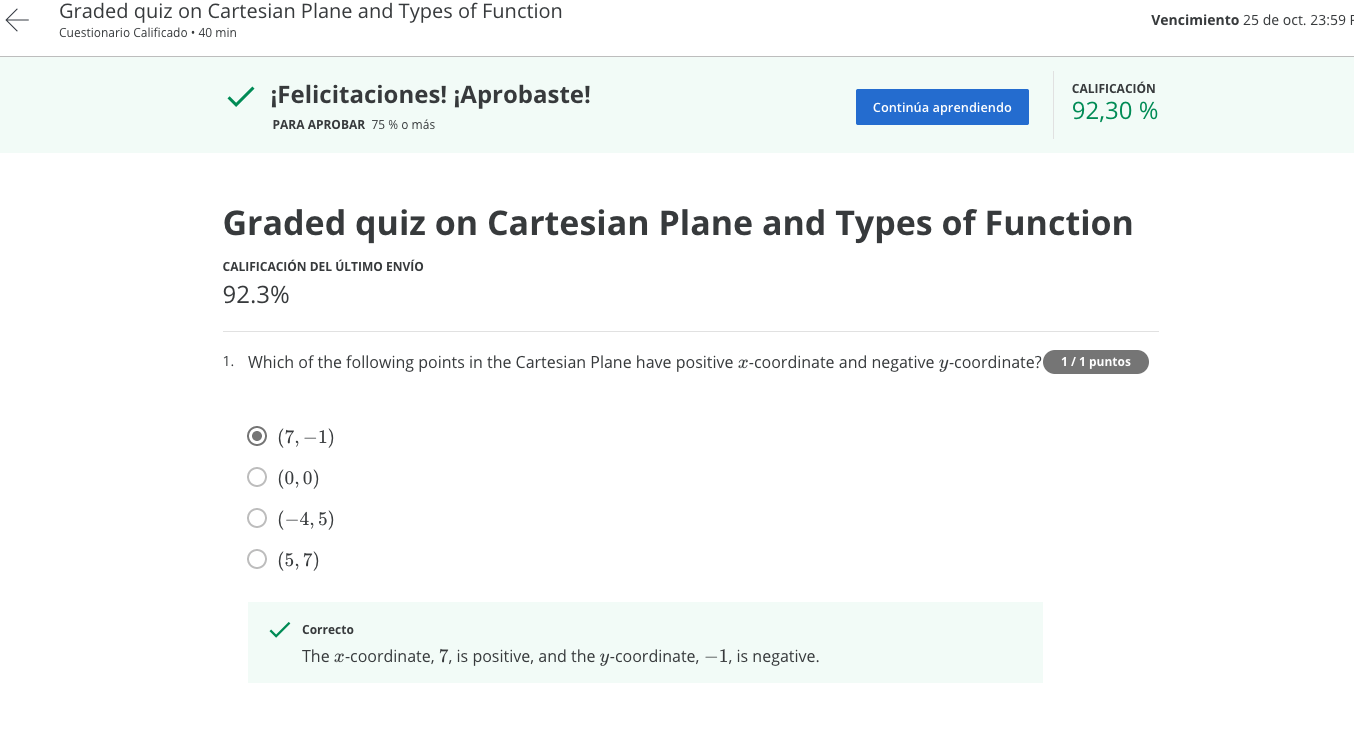 Graded quiz on Cartesian Plane and Types of Function
Cuestionario Calificado • 40 min
Vencimiento 25 de oct. 23:59
¡Felicitaciones! ¡Aprobaste!
PARA APROBAR 75 % o más
Continúa aprendiendo
CALIFICACIÓN
92,30 %
Graded quiz on Cartesian Plane and Types of Function
CALIFICACIÓN DEL ÚLTIMO ENVÍO
92.3%
1. Which of the following points in the Cartesian Plane have positive x-coordinate and negative y-coordinate? 1 / 1 puntos
(7, −1)
(0, 0)
(−4, 5)
(5, 7)
Correcto
The x-coordinate, 7, is positive, and the y-coordinate, −1, is negative.